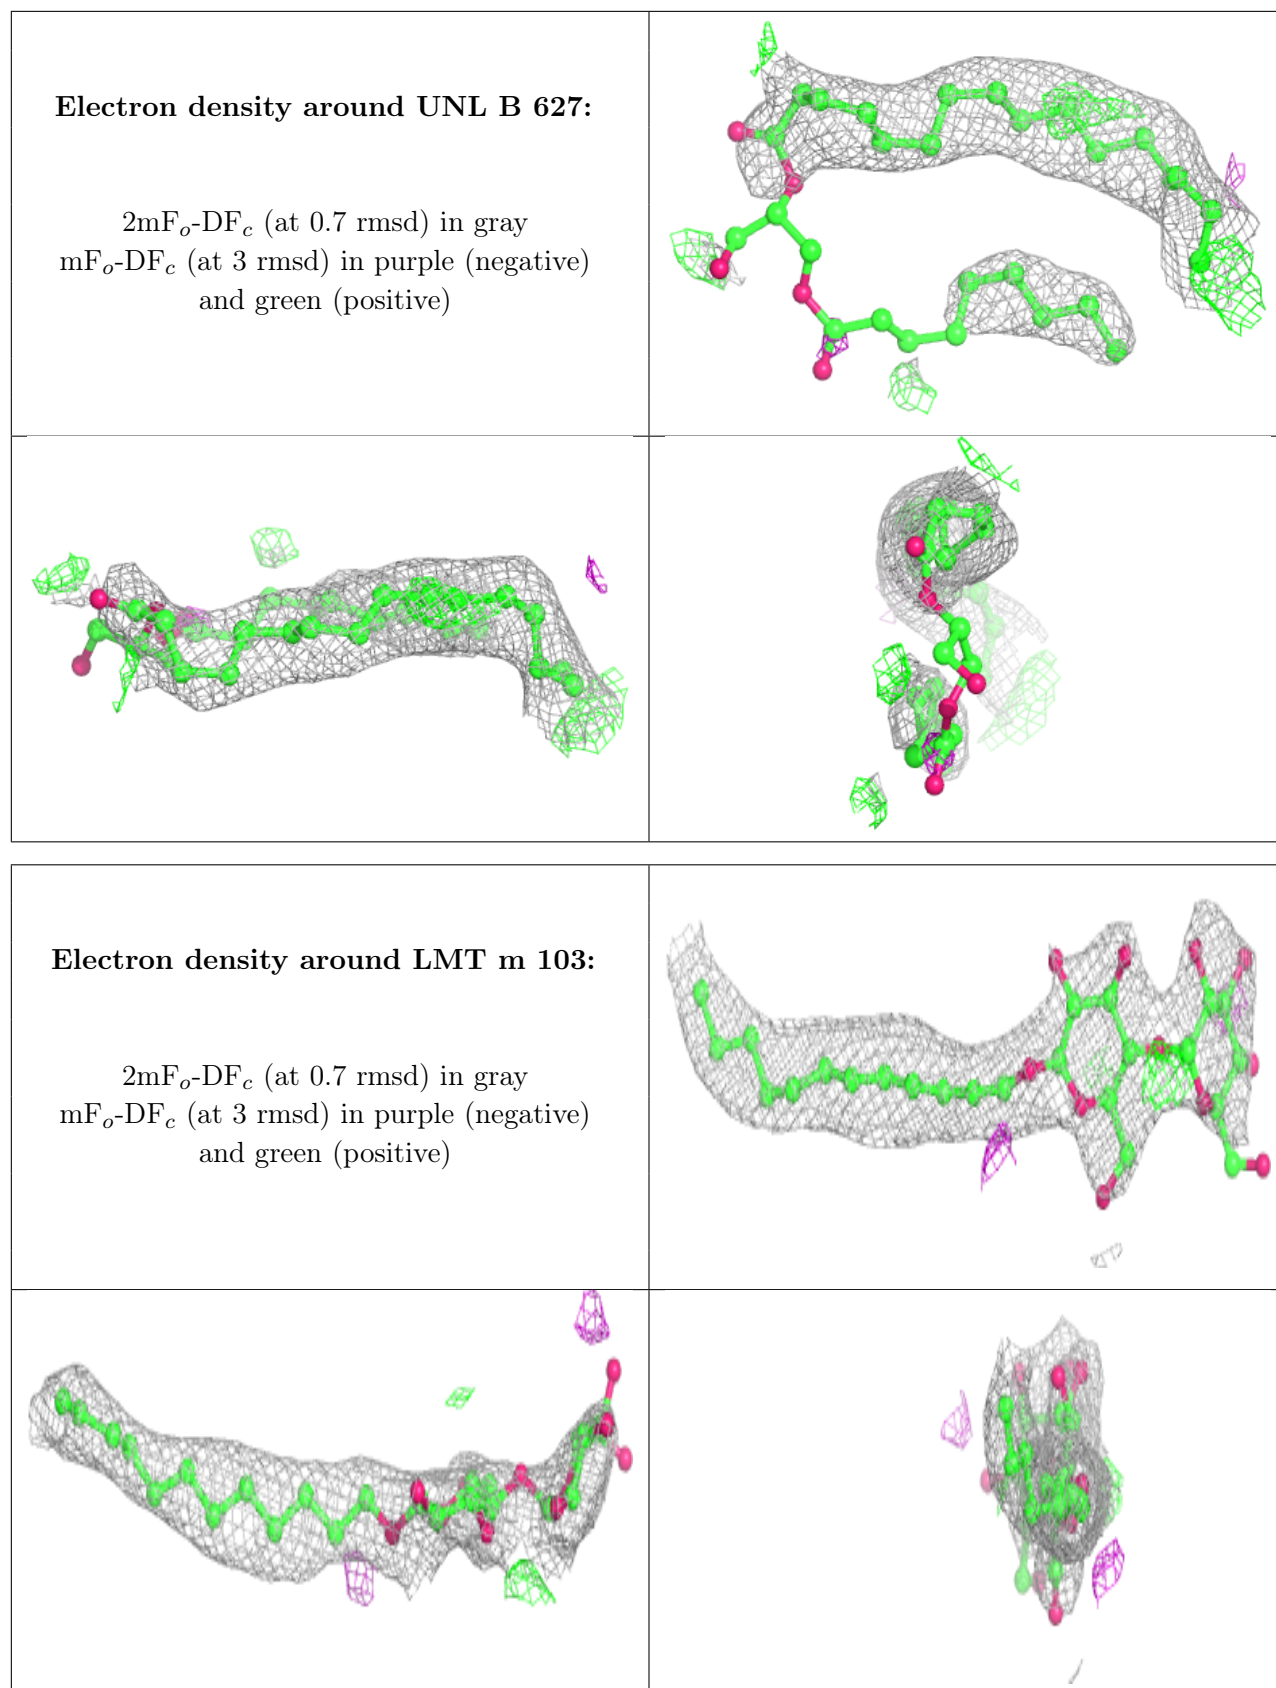 Electron density around UNL B 627:
2mFo-DFc (at 0.7 rmsd) in gray
mFo-DFc (at 3 rmsd) in purple (negative)
and green (positive)
Electron density around LMT m 103:
2mFo-DFc (at 0.7 rmsd) in gray
mFo-DFc (at 3 rmsd) in purple (negative)
and green (positive)